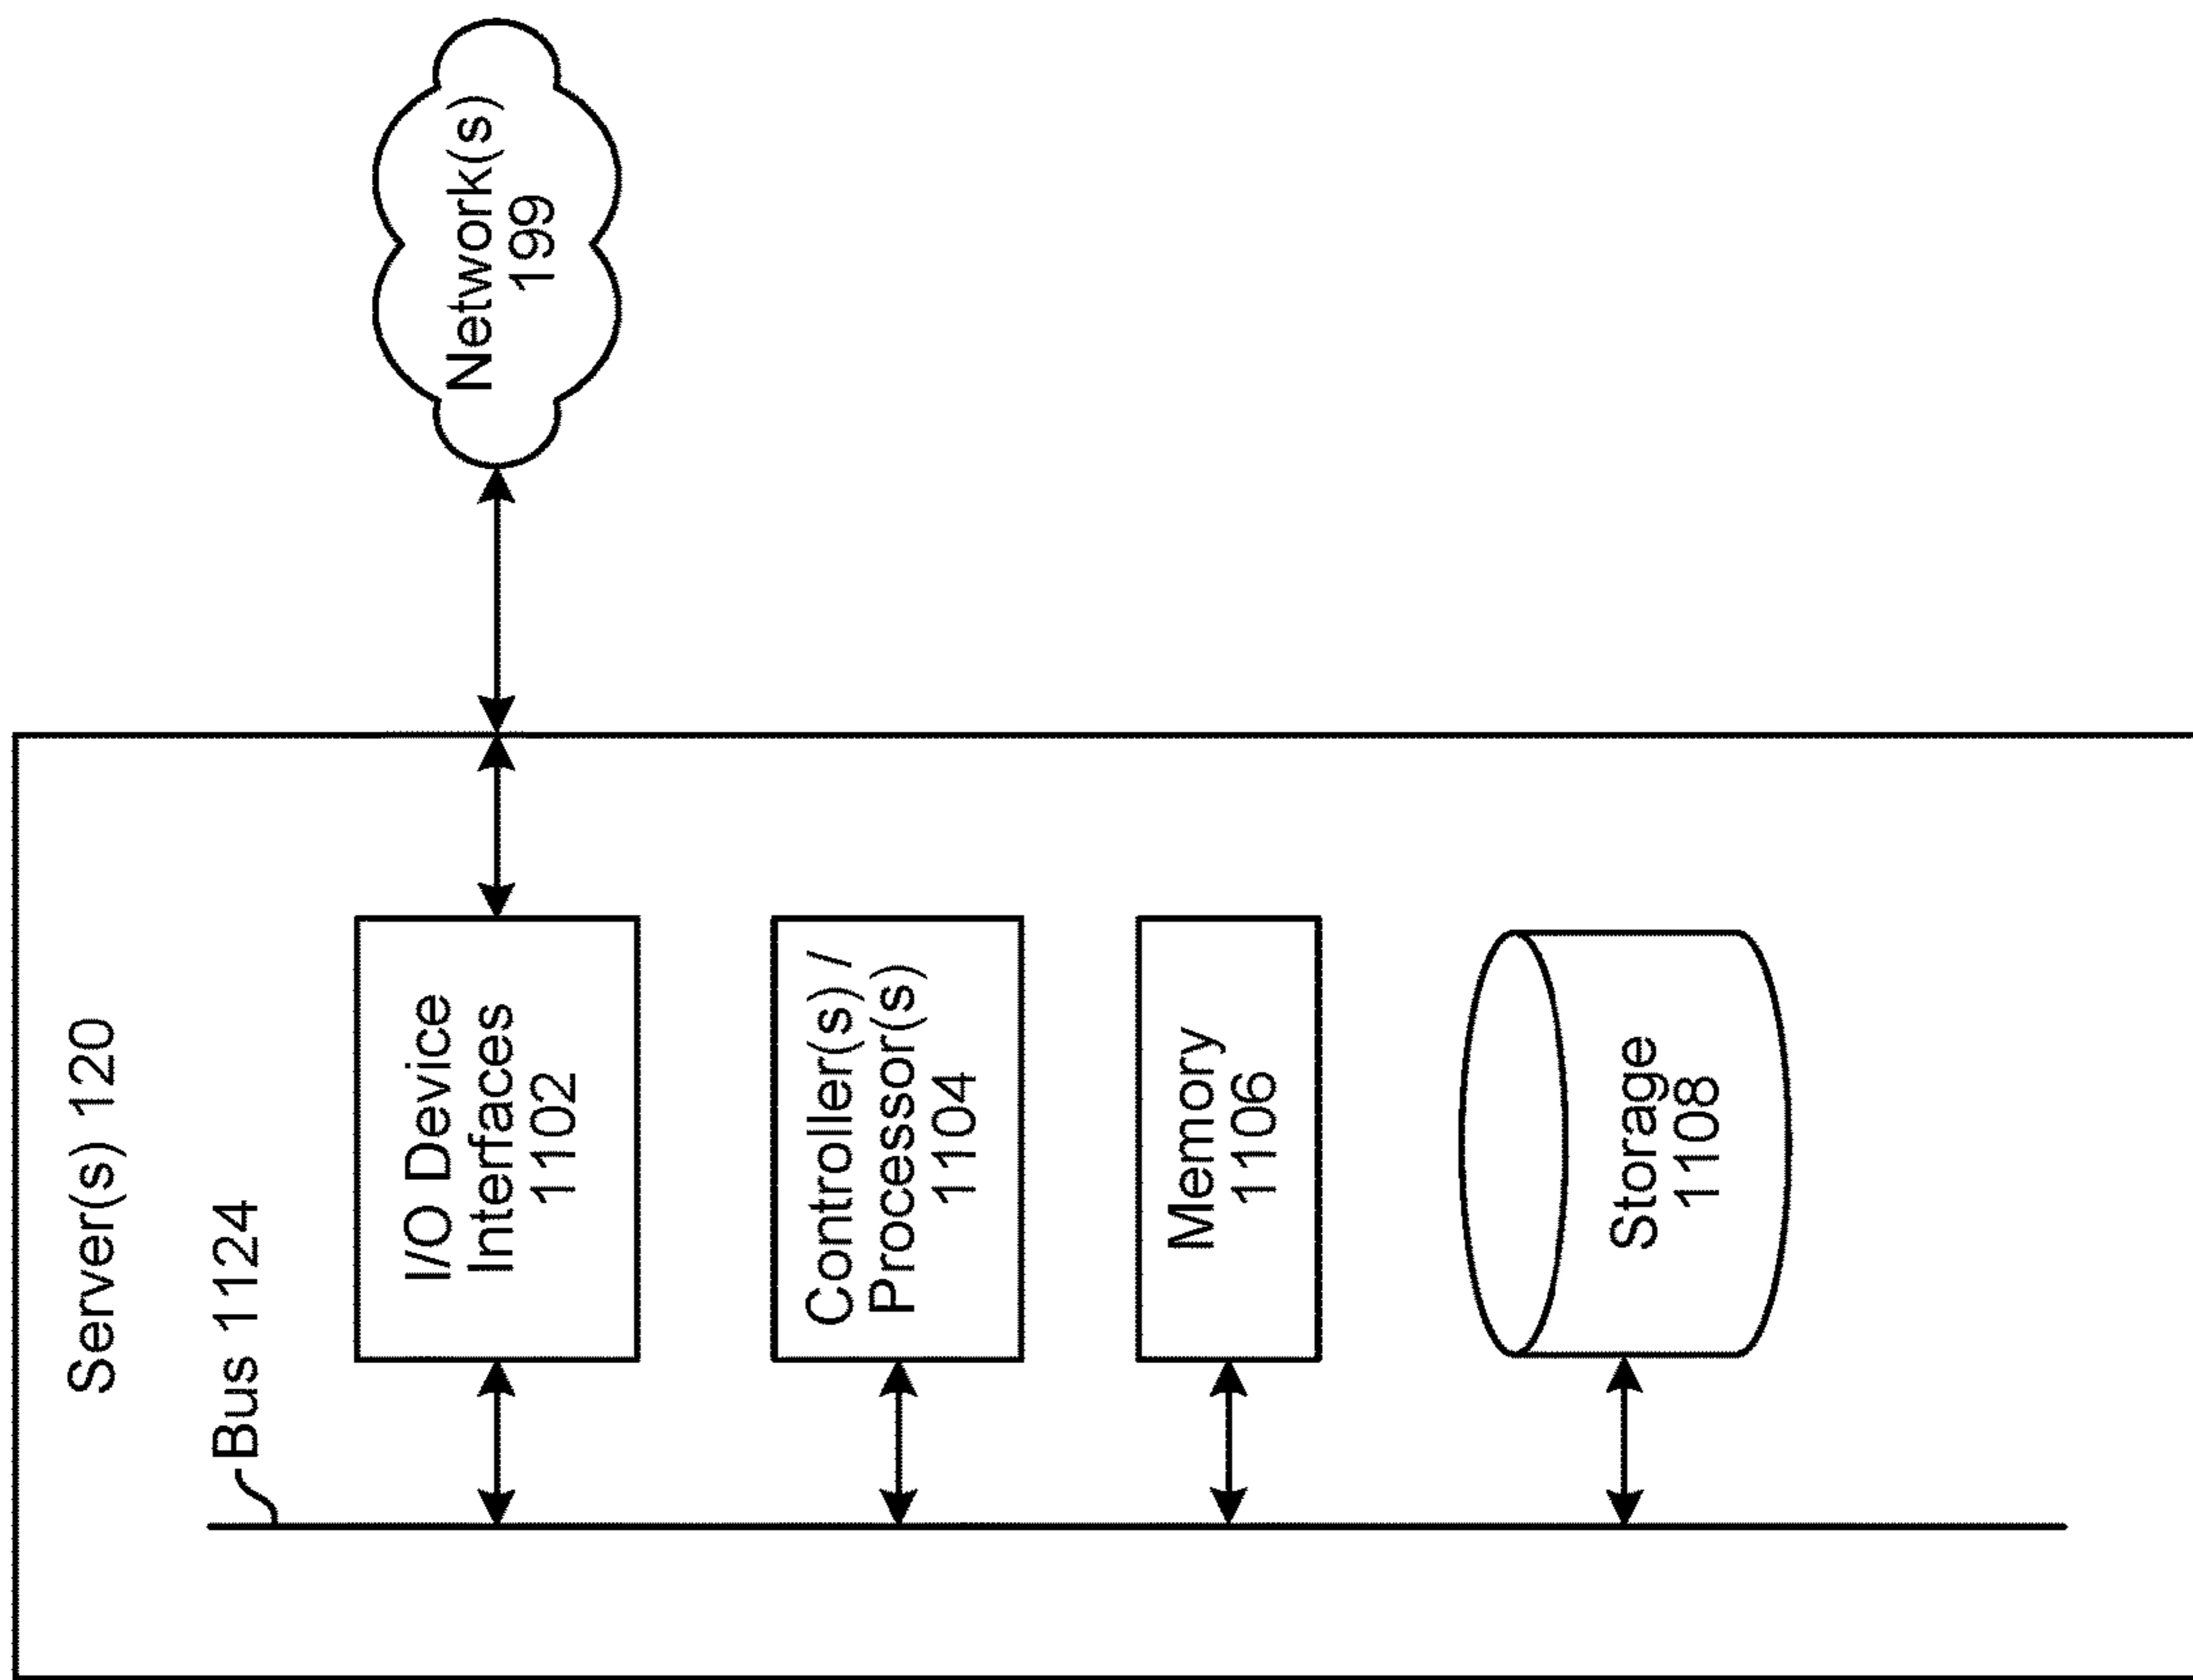 Server(s) 120
Bus 1124
I/O Device
Interfaces
1102
Network(s)
199
Controller(s) /
Processor(s)
1104
Memory
1106
Storage
1108